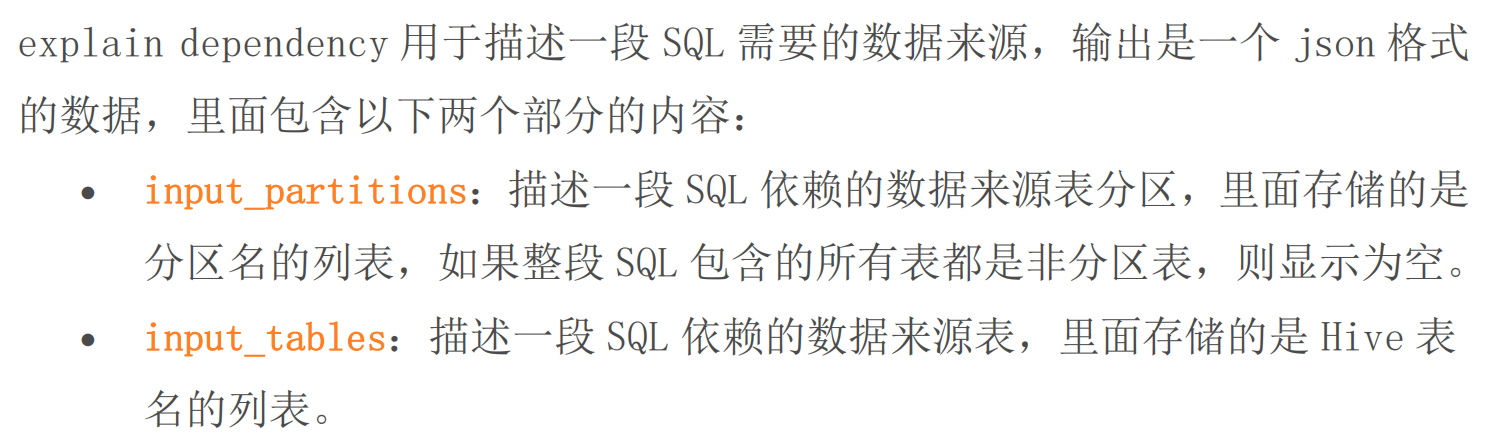 explain dependency 用于描述一段 SQL 需要的数据来源，输出是一个 json 格式
的数据，里面包含以下两个部分的内容：
• input_partitions：描述一段 SQL 依赖的数据来源表分区，里面存储的是
分区名的列表，如果整段 SQL 包含的所有表都是非分区表，则显示为空。
• input_tables：描述一段 SQL 依赖的数据来源表，里面存储的是 Hive 表
名的列表。